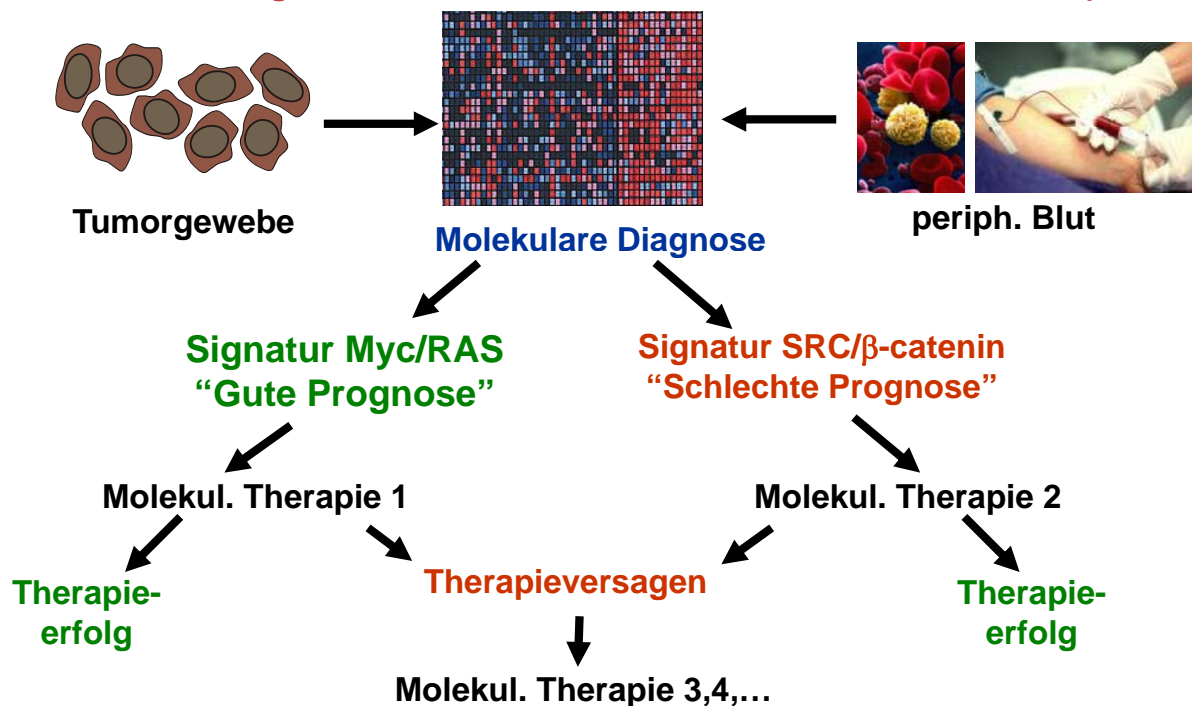 Tumorgewebe
periph. Blut
Molekulare Diagnose
Signatur Myc/RAS
“Gute Prognose”
Signatur SRC/β-catenin
“Schlechte Prognose”
Molekul. Therapie 1
Molekul. Therapie 2
Therapie-
erfolg
Therapieversagen
Therapie-
erfolg
Molekul. Therapie 3,4,…